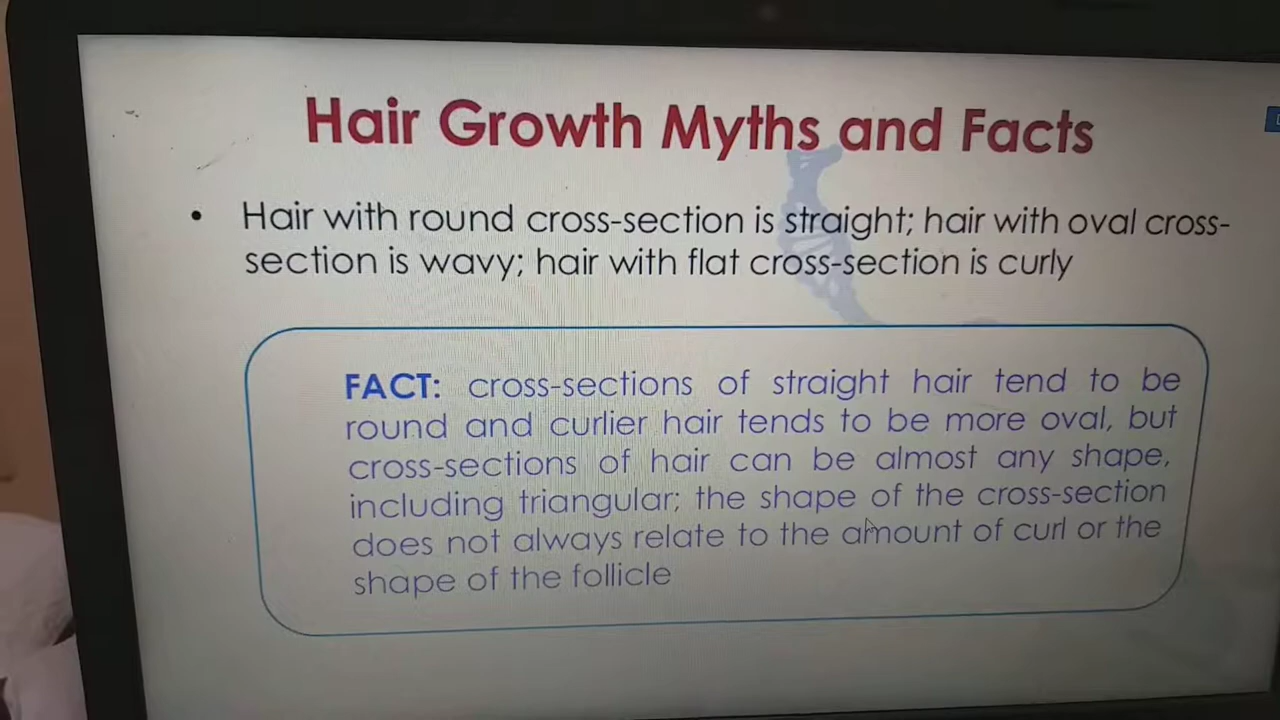 Hair Growth Myths and Facts
• Hair with round cross-section is straight; hair with oval cross-
section is wavy; hair with flat cross-section is curly
FACT: cross-sections of straight hair tend to be
round and curlier hair tends to be more oval, but
cross-sections of hair can be almost any shape,
including triangular; the shape of the cross-section
does not always relate to the amount of curl or the
shape of the follicle